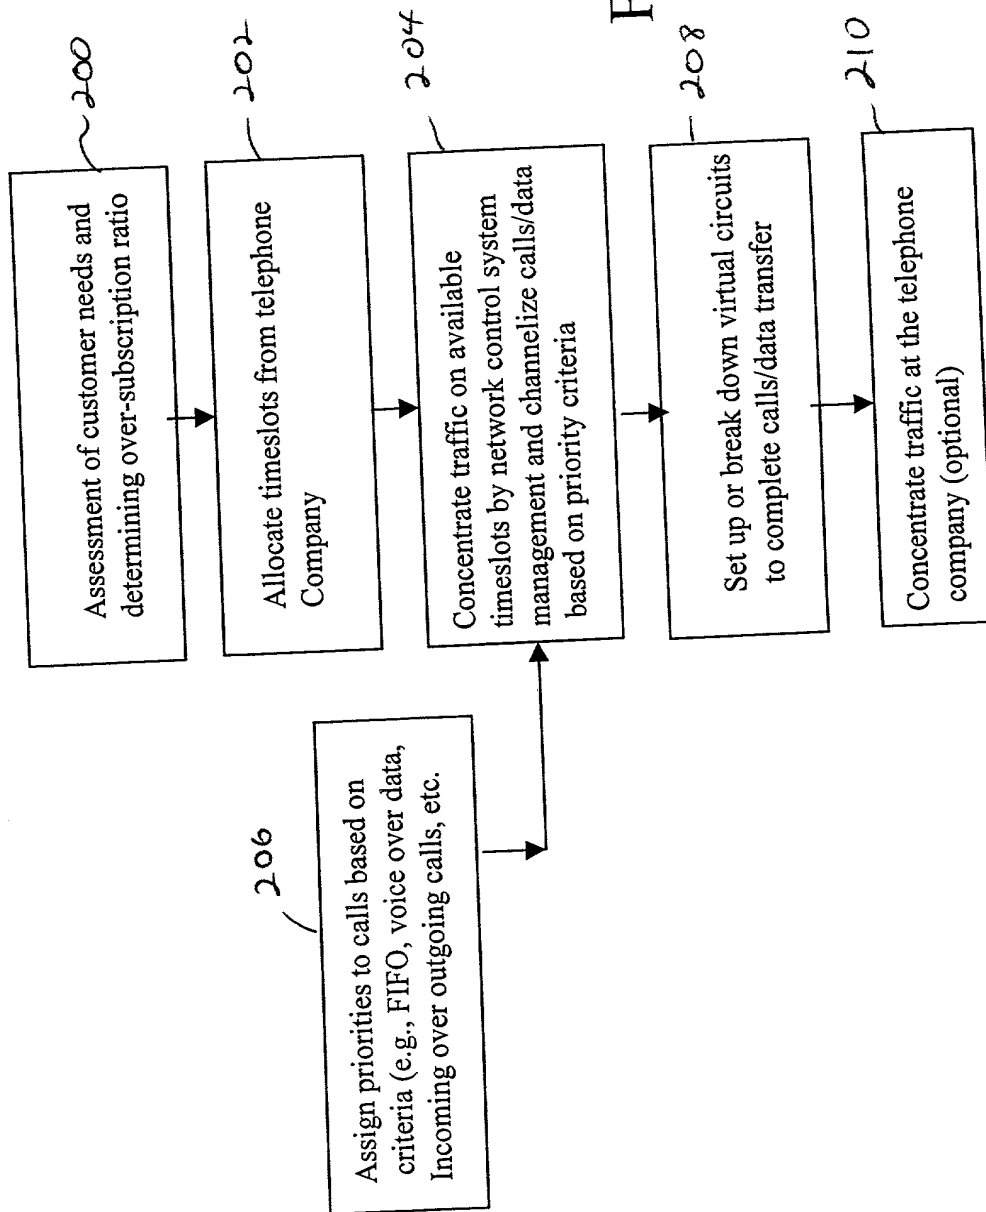 200
Assessment of customer needs and
determining over-subscription ratio
202
Allocate timeslots from telephone
Company
204
Concentrate traffic on available
timeslots by network control system
management and channelize calls/data
based on priority criteria
206
Assign priorities to calls based on
criteria (e.g., FIFO, voice over data,
Incoming over outgoing calls, etc.
208
Set up or break down virtual circuits
to complete calls/data transfer
210
Concentrate traffic at the telephone
company (optional)
F